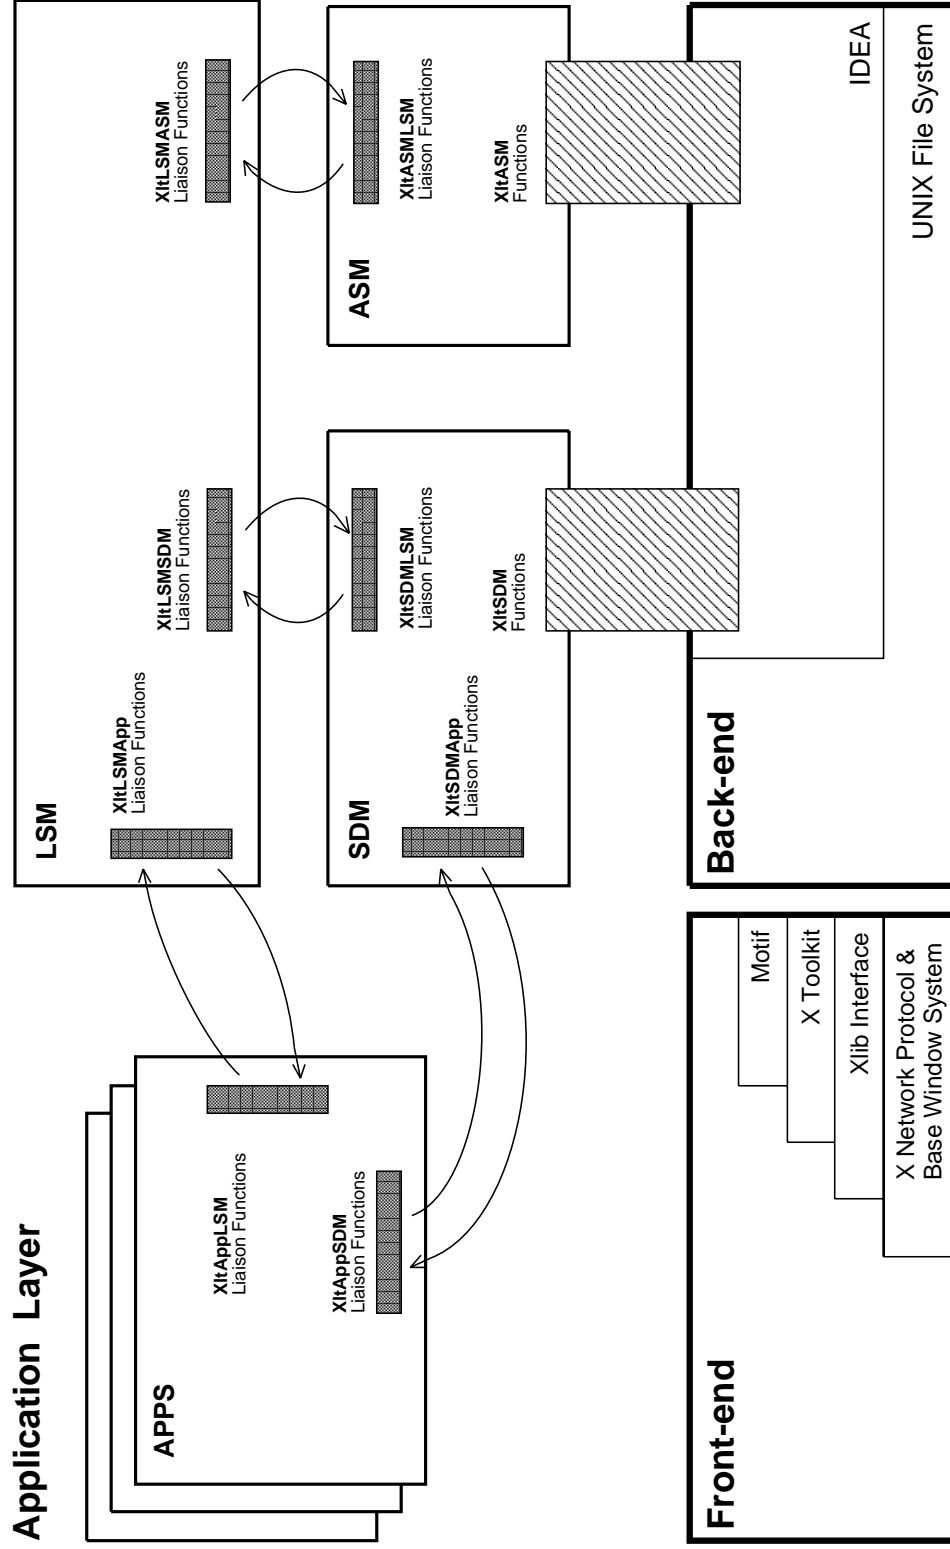 Application Layer
APPS
XltAppLSM
Liaison Functions
XltAppSDM
Liaison Functions
LSM
XltLSMApp
Liaison Functions
XltLSMSDM
Liaison Functions
XltLSMASM
Liaison Functions
SDM
XltSDMApp
Liaison Functions
XltSDMLSM
Liaison Functions
XltSDM
Functions
ASM
XltASMLSM
Liaison Functions
XltASM
Functions
Front-end
Motif
X Toolkit
Xlib Interface
X Network Protocol &
Base Window System
Back-end
IDEA
UNIX File System